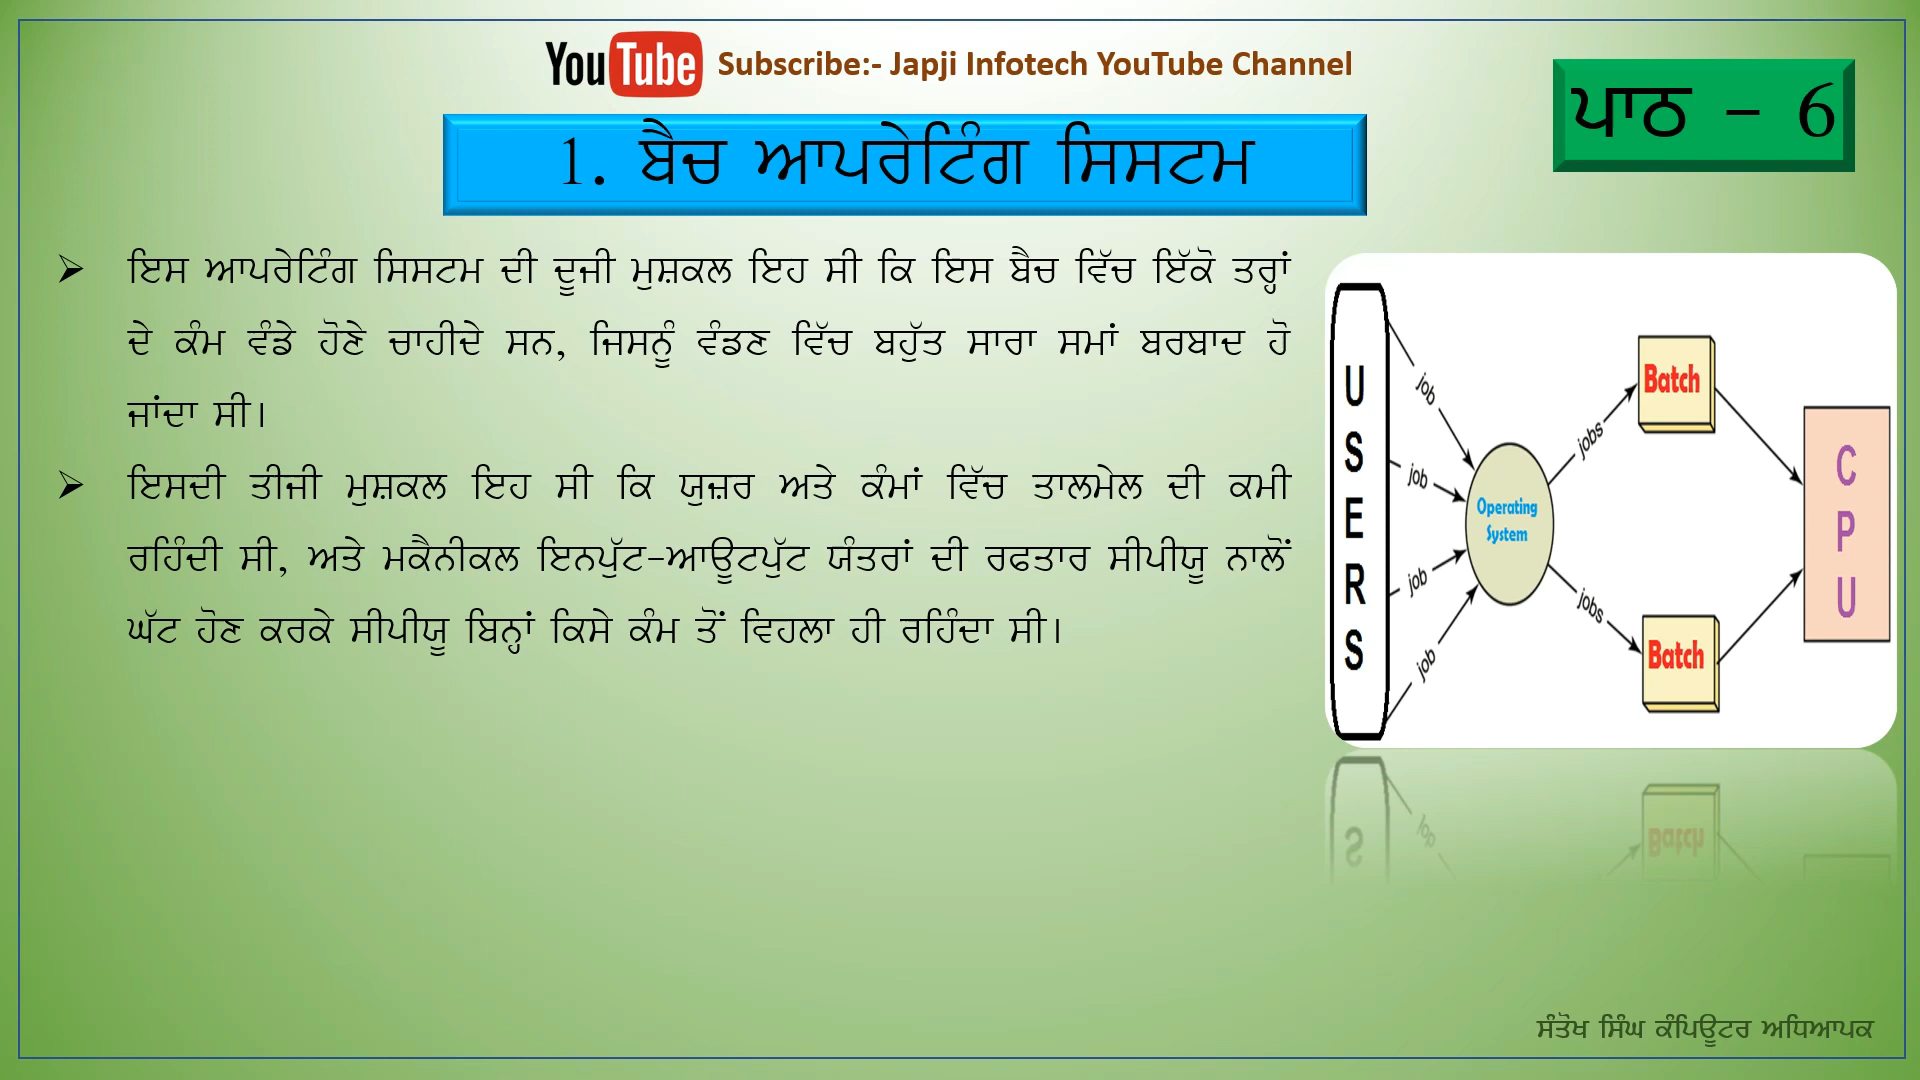 YouTube Subscribe:- Japji Infotech YouTube Channel
ਪਾਠ - 6
1. ਬੈਚ ਆਪਰੇਟਿੰਗ ਸਿਸਟਮ
➢ ਇਸ ਆਪਰੇਟਿੰਗ ਸਿਸਟਮ ਦੀ ਦੂਜੀ ਮੁਸ਼ਕਲ ਇਹ ਸੀ ਕਿ ਇਸ ਬੈਚ ਵਿੱਚ ਇੱਕੋ ਤਰ੍ਹਾਂ
ਦੇ ਕੰਮ ਵੰਡੇ ਹੋਣੇ ਚਾਹੀਦੇ ਸਨ, ਜਿਸਨੂੰ ਵੰਡਣ ਵਿੱਚ ਬਹੁੱਤ ਸਾਰਾ ਸਮਾਂ ਬਰਬਾਦ ਹੋ
ਜਾਂਦਾ ਸੀ।
➢ ਇਸਦੀ ਤੀਜੀ ਮੁਸ਼ਕਲ ਇਹ ਸੀ ਕਿ ਯੁਜ਼ਰ ਅਤੇ ਕੰਮਾਂ ਵਿੱਚ ਤਾਲਮੇਲ ਦੀ ਕਮੀ
ਰਹਿੰਦੀ ਸੀ, ਅਤੇ ਮਕੈਨੀਕਲ ਇਨਪੁੱਟ-ਆਊਟਪੁੱਟ ਯੰਤਰਾਂ ਦੀ ਰਫਤਾਰ ਸੀਪੀਯੂ ਨਾਲੋਂ
ਘੱਟ ਹੋਣ ਕਰਕੇ ਸੀਪੀਯੂ ਬਿਨ੍ਹਾਂ ਕਿਸੇ ਕੰਮ ਤੋਂ ਵਿਹਲਾ ਹੀ ਰਹਿੰਦਾ ਸੀ।
USERS
job
job
job
job
Operating
System
jobs
jobs
Batch
Batch
CPU
ਸੰਤੋਖ ਸਿੰਘ ਕੰਪਿਊਟਰ ਅਧਿਆਪਕ